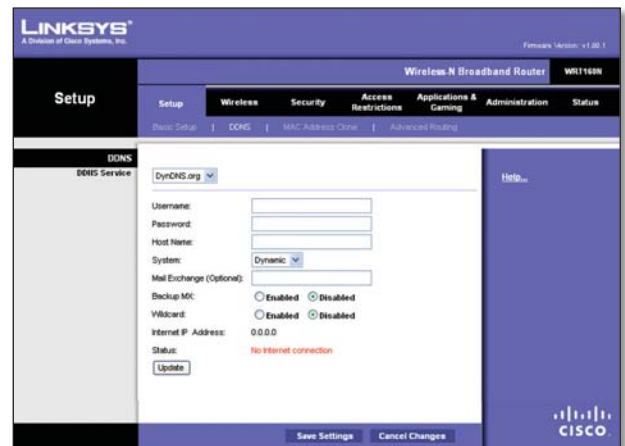 LINKSYS®
A Division of Cisco Systems, Inc.
Firmware Version: v1.00.1
Wireless-N Broadband Router WRT160N
Setup
Setup Wireless Security Access Restrictions Applications & Gaming Administration Status
Basic Setup | DDNS | MAC Address Clone | Advanced Routing
DDNS
DDNS Service
DynDNS.org
Help...
Username:
Password:
Host Name:
System: Dynamic
Mail Exchange (Optional):
Backup MX: Enabled Disabled
Wildcard: Enabled Disabled
Internet IP Address: 0.0.0.0
Status: No Internet connection
Update
Save Settings Cancel Changes
CISCO